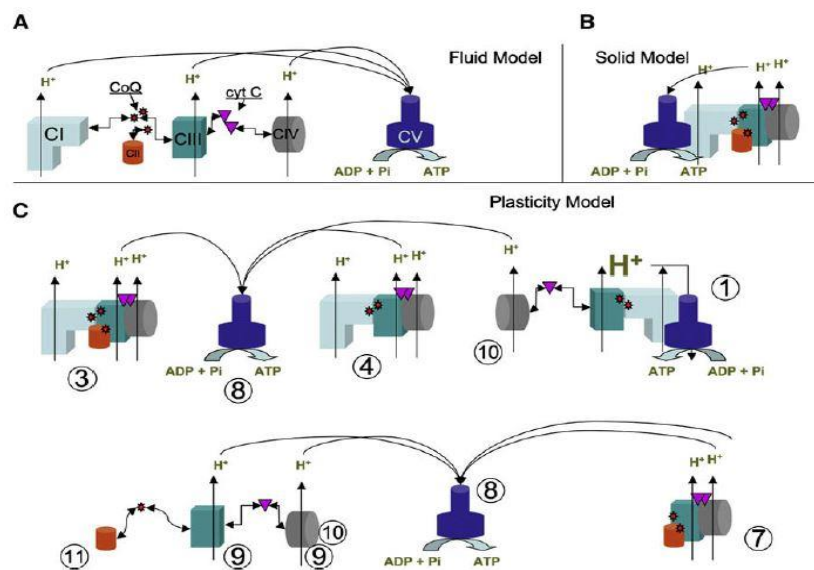 A
Fluid Model
H+
H+
H+
CoQ
cyt C
CI
CII
CIII
CIV
CV
ADP + Pi
ATP
B
Solid Model
H+
H+ H+
ADP + Pi
ATP
C
Plasticity Model
H+
H+ H+
H+
H+ H+
H+
H+
1
3
ADP + Pi
ATP
8
4
10
ATP
ADP + Pi
H+
H+
H+ H+
8
11
9
10
9
ADP + Pi
ATP
7